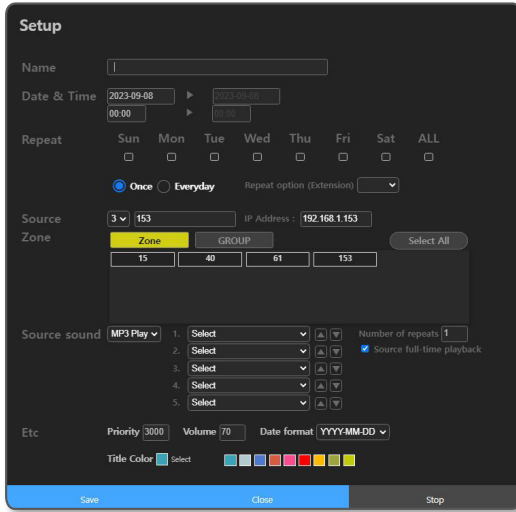 Setup
Name
Date & Time 2023-09-08 2023-09-08
00:00 00:00
Repeat Sun Mon Tue Wed Thu Fri Sat ALL
Once Everyday Repeat option (Extension)
Source 3 153 IP Address : 192.168.1.153
Zone Zone GROUP Select All
15 40 61 153
Source sound MP3 Play 1. Select Number of repeats 1
2. Select Source full-time playback
3. Select
4. Select
5. Select
Etc Priority 3000 Volume 70 Date format YYYY-MM-DD
Title Color Select
Save Close Stop